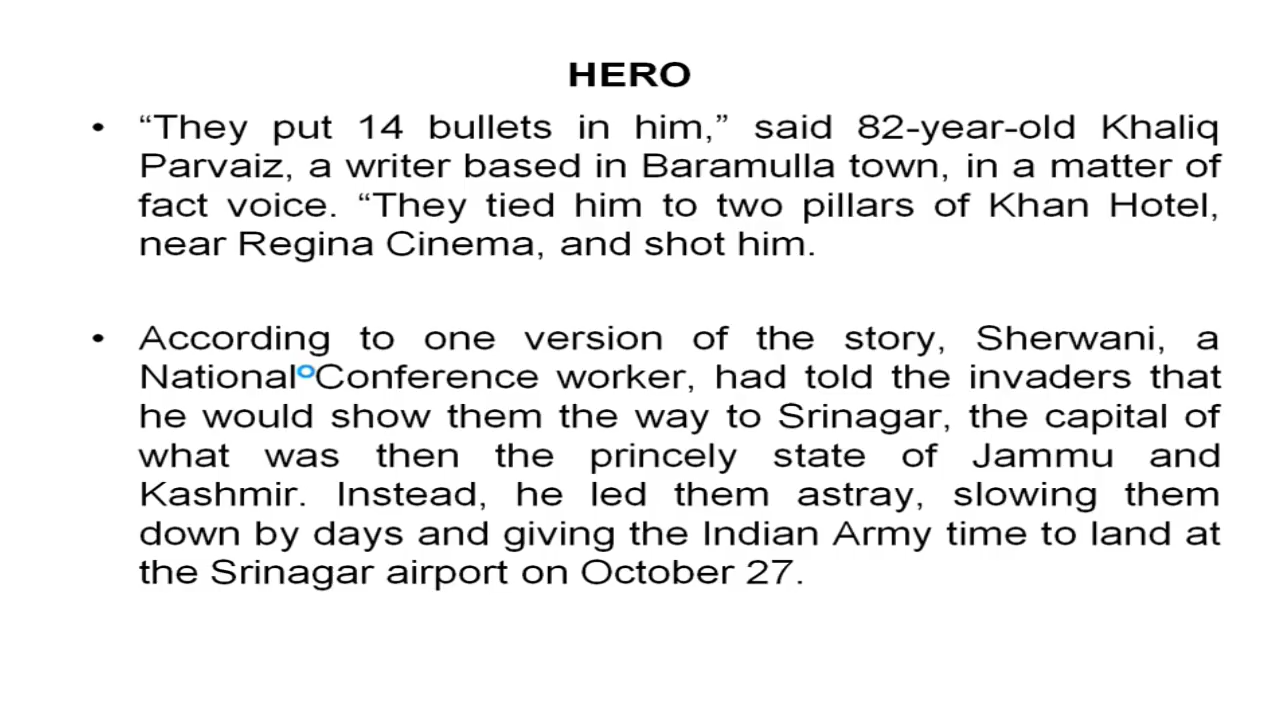 HERO
• “They put 14 bullets in him,” said 82-year-old Khaliq
Parvaiz, a writer based in Baramulla town, in a matter of
fact voice. “They tied him to two pillars of Khan Hotel,
near Regina Cinema, and shot him.
• According to one version of the story, Sherwani, a
National Conference worker, had told the invaders that
he would show them the way to Srinagar, the capital of
what was then the princely state of Jammu and
Kashmir. Instead, he led them astray, slowing them
down by days and giving the Indian Army time to land at
the Srinagar airport on October 27.